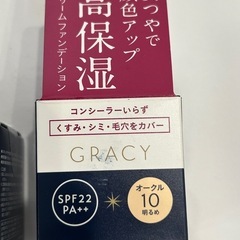 つやで
顔色アップ
高保湿
リームファンデーション
コンシーラーいらず
くすみ・シミ・毛穴をカバー
GRACY
SPF22
PA++
オークル
10
明るめ